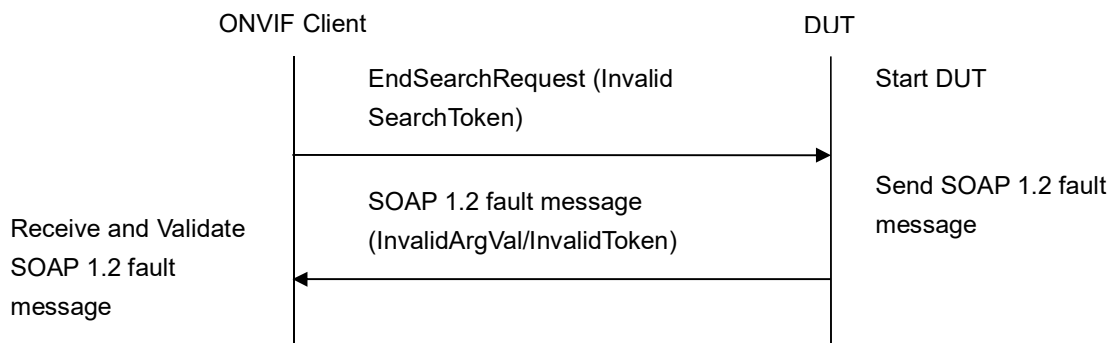 ONVIF Client
DUT
EndSearchRequest (Invalid
SearchToken)
Start DUT
SOAP 1.2 fault message
(InvalidArgVal/InvalidToken)
Send SOAP 1.2 fault
message
Receive and Validate
SOAP 1.2 fault
message